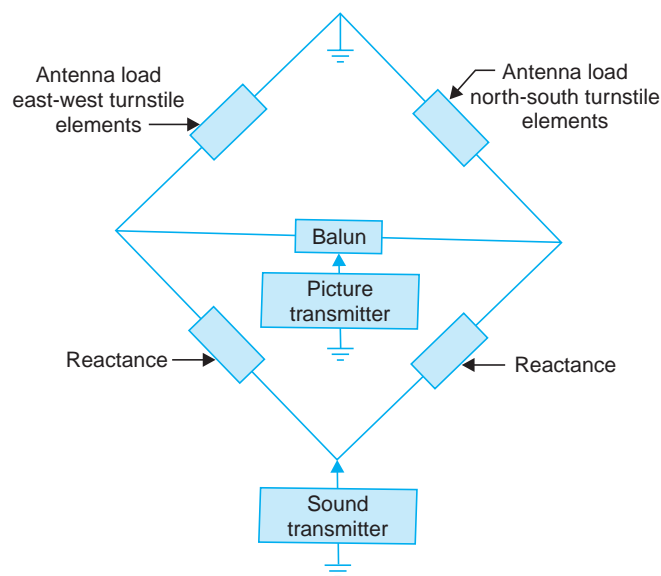 Antenna load
east-west turnstile
elements
Antenna load
north-south turnstile
elements
Balun
Picture
transmitter
Reactance
Reactance
Sound
transmitter